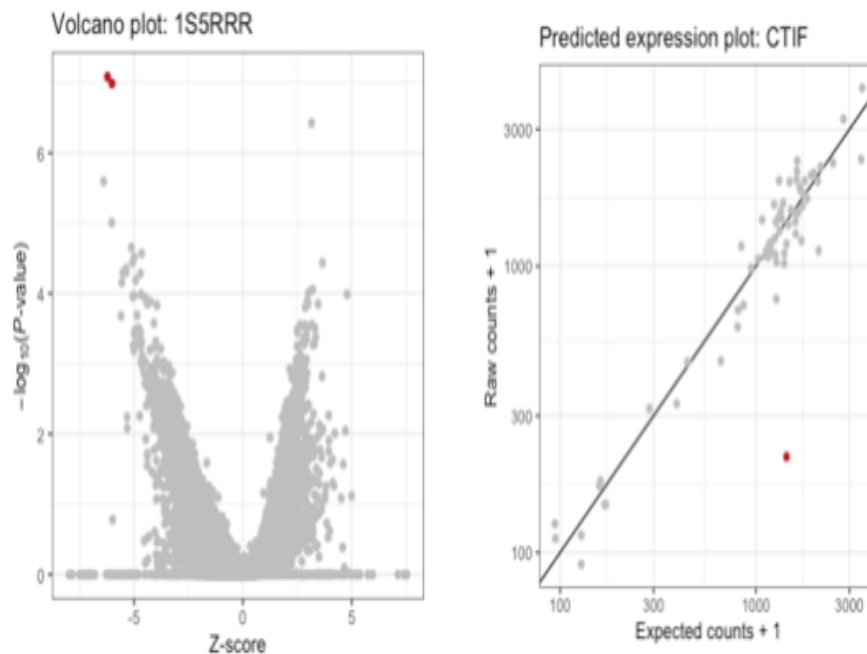 Volcano plot: 1S5RRR
−log₁₀(P-value)
6
4
2
0
-5
0
5
Z-score
Predicted expression plot: CTIF
Raw counts + 1
3000
1000
300
100
100
300
1000
3000
Expected counts + 1